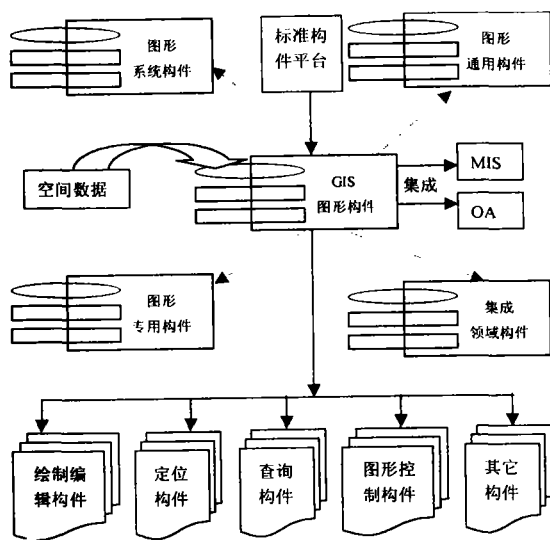 图形
系统构件
标准构
件平台
图形
通用构件
空间数据
GIS
图形构件
集成
MIS
OA
图形
专用构件
集成
领域构件
绘制编
辑构件
定位
构件
查询
构件
图形控
制构件
其它
构件